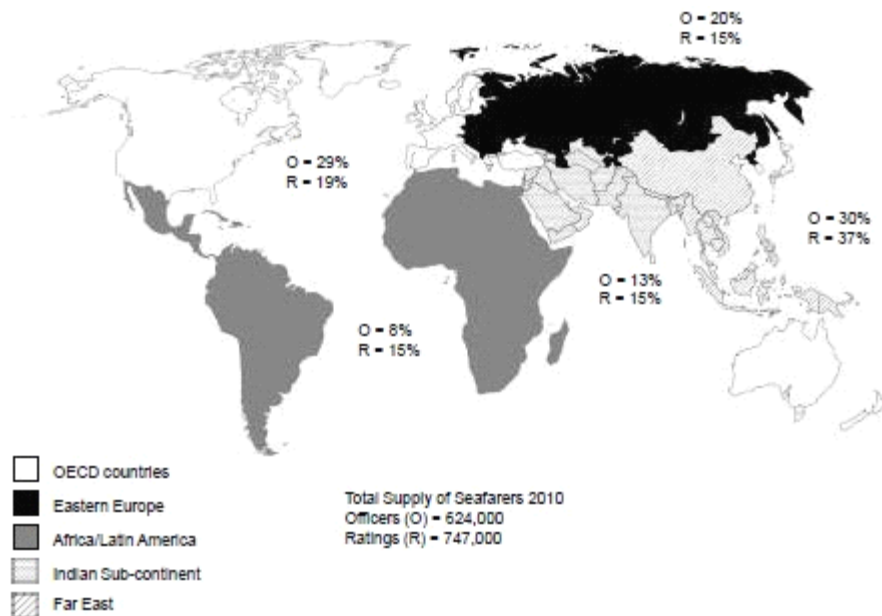 O = 20%
R = 15%
O = 29%
R = 19%
O = 30%
R = 37%
O = 13%
R = 15%
O = 8%
R = 15%
OECD countries
Eastern Europe
Africa/Latin America
Indian Sub-continent
Far East
Total Supply of Seafarers 2010
Officers (O) = 624,000
Ratings (R) = 747,000